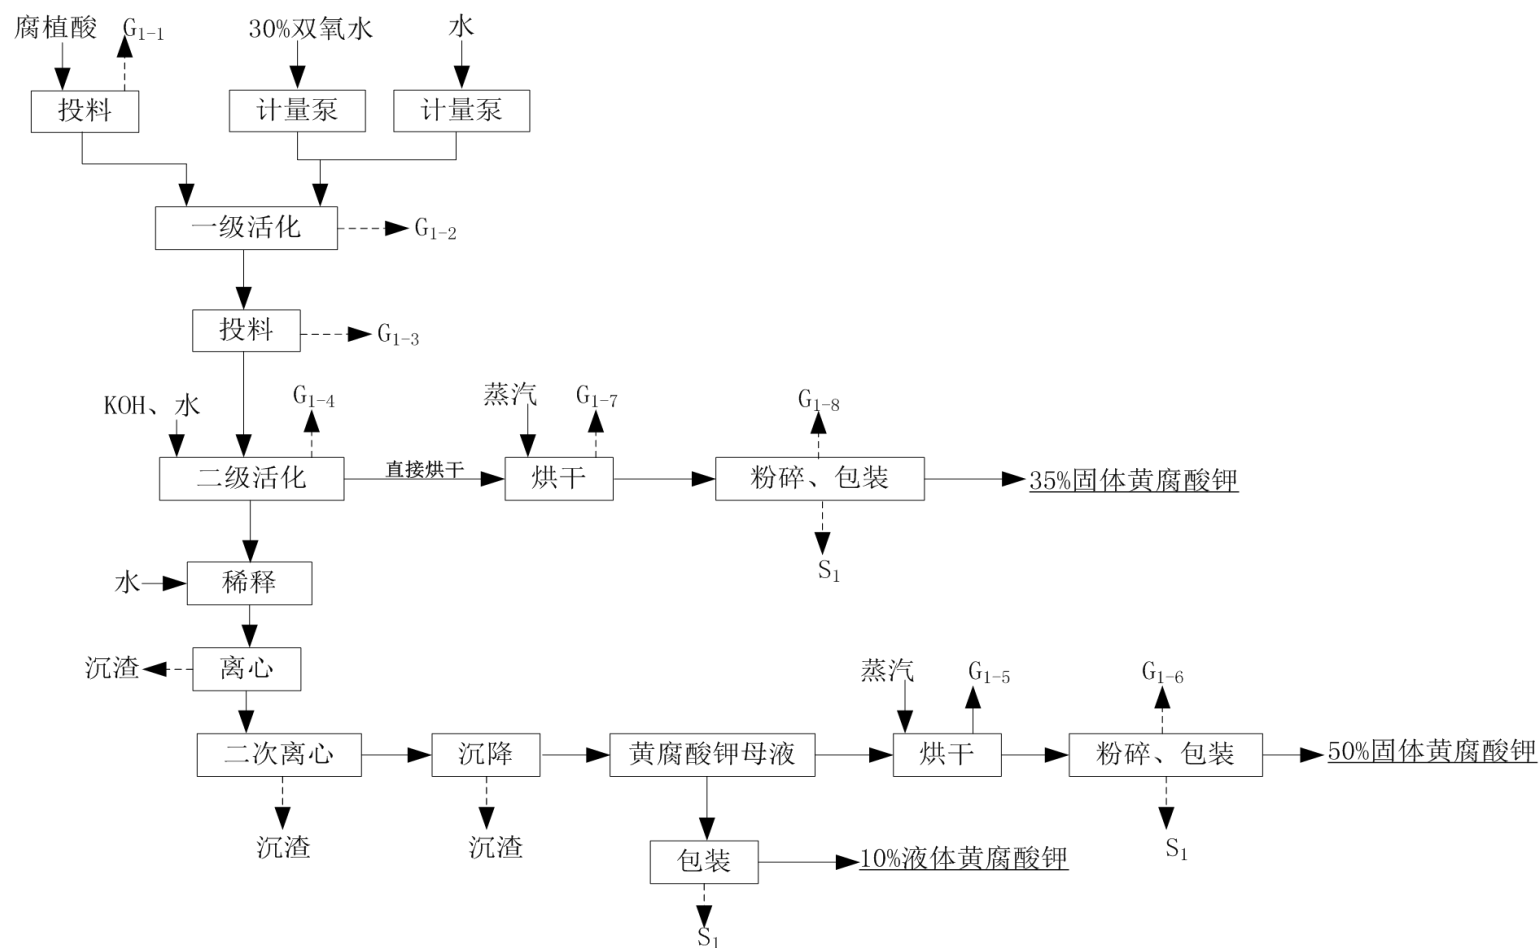 腐植酸 G1-1 30%双氧水 水
投料 计量泵 计量泵
一级活化 G1-2
投料 G1-3
KOH、水 G1-4 蒸汽 G1-7 G1-8
二级活化 直接烘干 烘干 粉碎、包装 35%固体黄腐酸钾
S1
水 稀释
沉渣 离心 蒸汽 G1-5 G1-6
二次离心 沉降 黄腐酸钾母液 烘干 粉碎、包装 50%固体黄腐酸钾
沉渣 沉渣 S1
包装 10%液体黄腐酸钾
S1